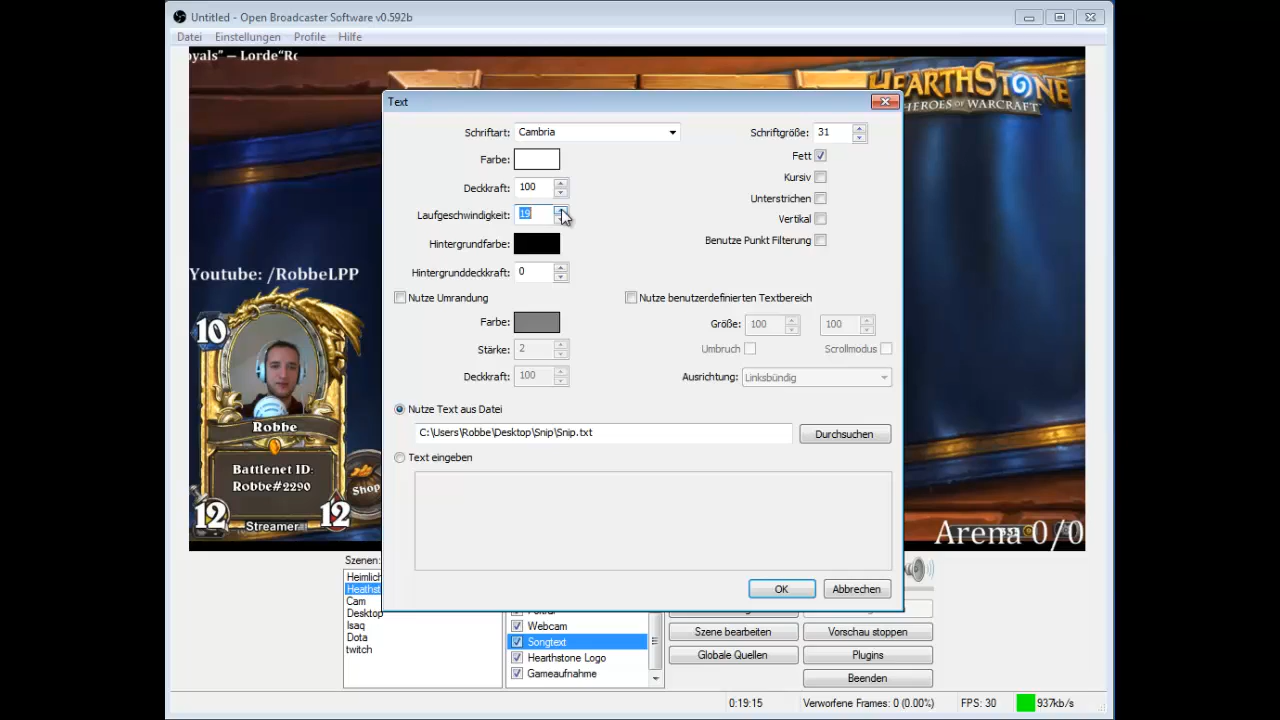 Untitled - Open Broadcaster Software v0.592b
Datei Einstellungen Profile Hilfe
oyals" — Lorde"Ro
HEARTHSTONE
HEROES OF WARCRAFT
Text
Schriftart: Cambria
Schriftgröße: 31
Farbe:
Fett
Deckkraft: 100
Kursiv
Unterstrichen
Laufgeschwindigkeit: 19
Vertikal
Hintergrundfarbe:
Benutze Punkt Filterung
Hintergrunddeckkraft: 0
Youtube: /RobbeLPP
Nutze Umrandung
Nutze benutzerdefinierten Textbereich
Farbe:
Größe: 100 100
10
Stärke: 2
Umbruch Scrollmodus
Deckkraft: 100
Ausrichtung: Linksbündig
Nutze Text aus Datei
Robbe
C:\Users\Robbe\Desktop\Snip\Snip.txt
Durchsuchen
Text eingeben
Battlenet ID:
Robbe#2290
Shop
12
Streamer
12
Arena 0/0
OK
Abbrechen
Szenen:
Heimlich
Heathst
Cam
Desktop
Isaq
Dota
twitch
Webcam
Songtext
Hearthstone Logo
Gameaufnahme
Szene bearbeiten
Vorschau stoppen
Globale Quellen
Plugins
Beenden
0:19:15
Verworfene Frames: 0 (0.00%)
FPS: 30
937kb/s